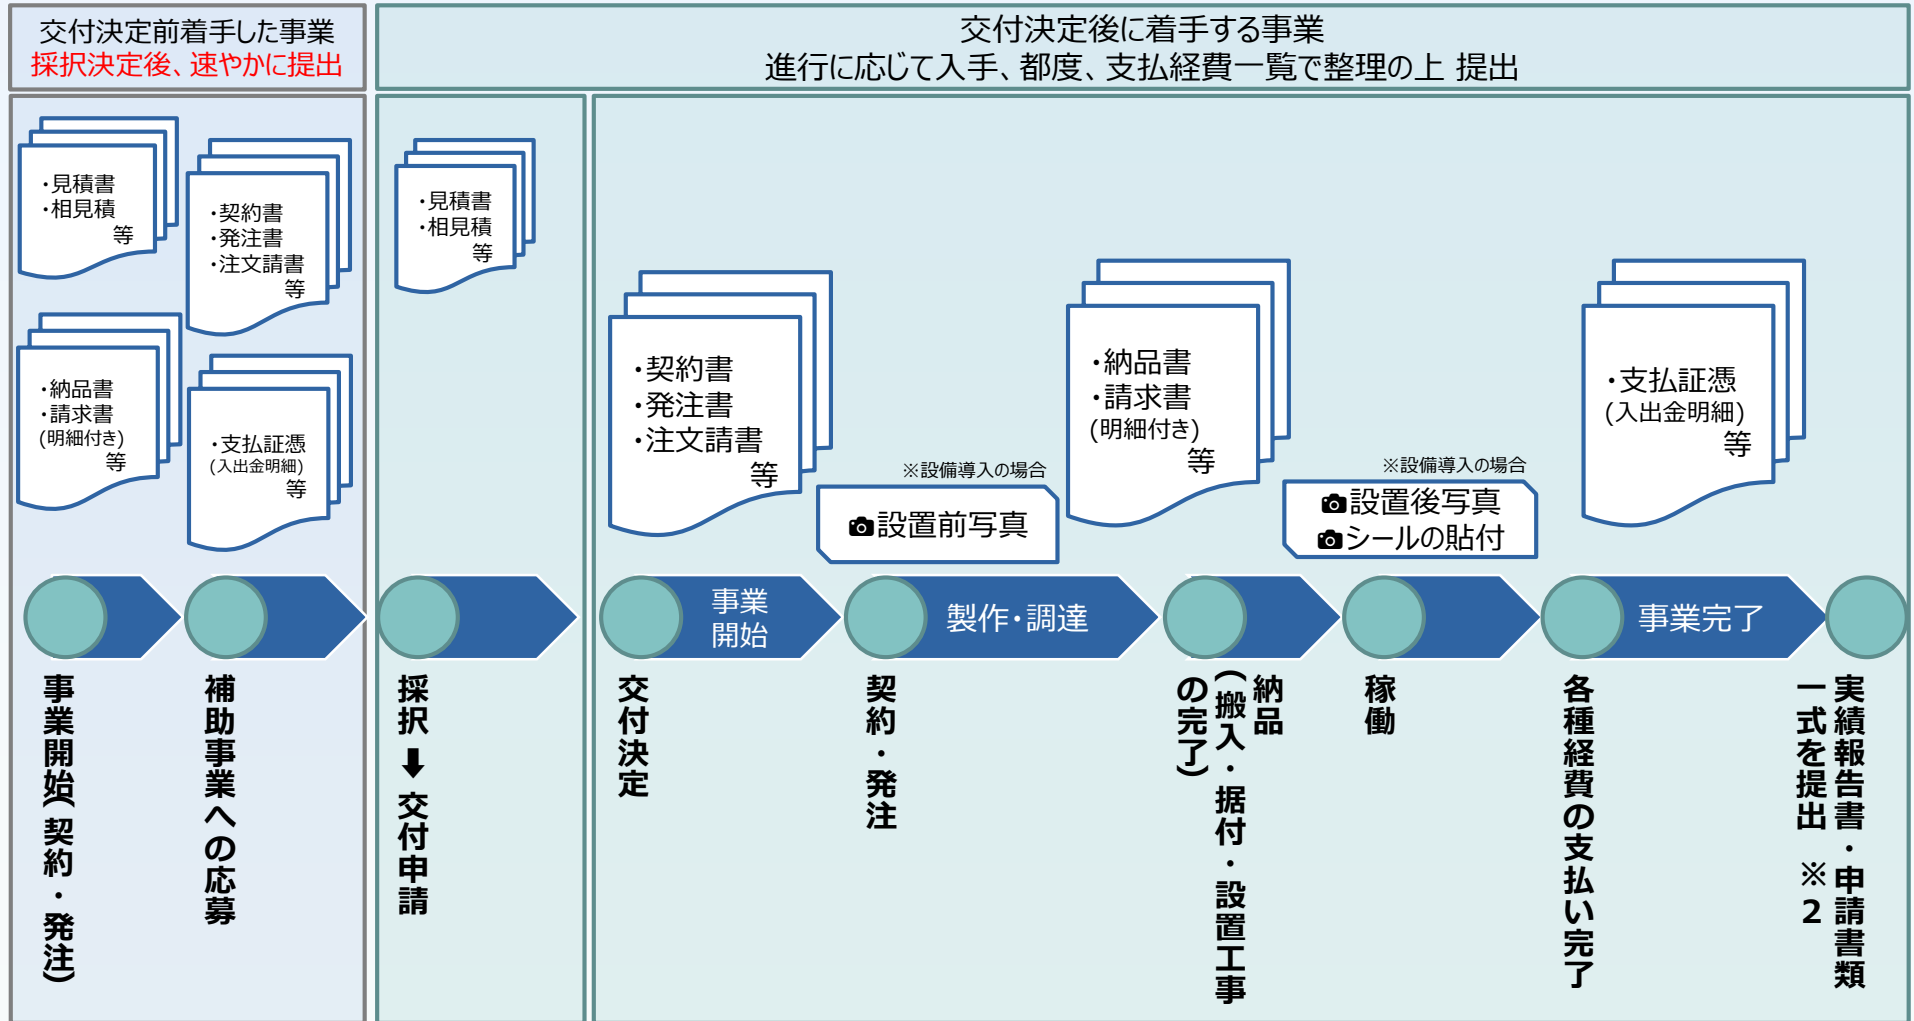 交付決定前着手した事業
採択決定後、速やかに提出
交付決定後に着手する事業
進行に応じて入手、都度、支払経費一覧で整理の上 提出
・見積書
・相見積
等
・契約書
・発注書
・注文請書
等
・納品書
・請求書
(明細付き)
等
・支払証憑
(入出金明細)
等
・見積書
・相見積
等
・契約書
・発注書
・注文請書
等
※設備導入の場合
設置前写真
・納品書
・請求書
(明細付き)
等
※設備導入の場合
設置後写真
シールの貼付
・支払証憑
(入出金明細)
等
事業
開始
製作・調達
事業完了
事業開始(契約・発注)
補助事業への応募
採択➡交付申請
交付決定
契約・発注
納品
(搬入・据付・設置工事
の完了)
稼働
各種経費の支払い完了
実績報告書・申請書類
一式を提出 ※2